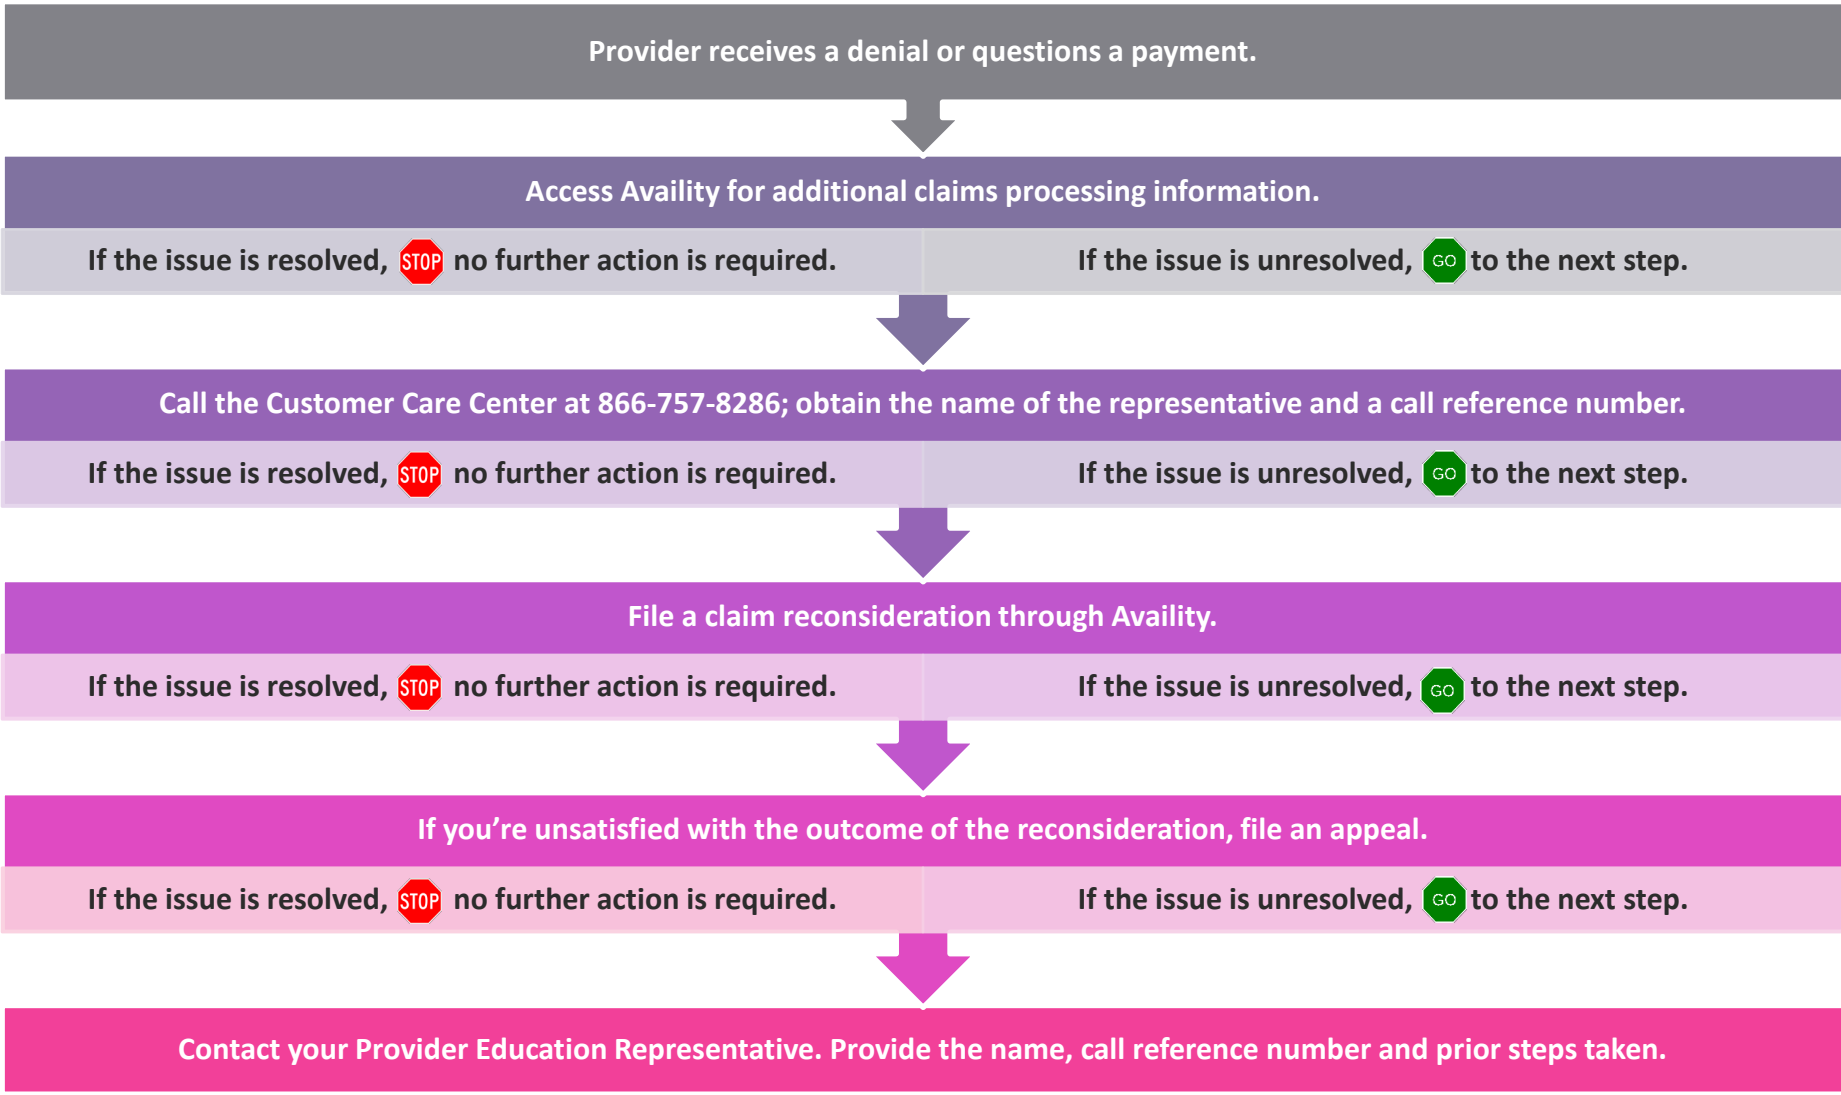 Provider receives a denial or questions a payment.
Access Availity for additional claims processing information.
If the issue is resolved, STOP no further action is required.
If the issue is unresolved, GO to the next step.
Call the Customer Care Center at 866-757-8286; obtain the name of the representative and a call reference number.
If the issue is resolved, STOP no further action is required.
If the issue is unresolved, GO to the next step.
File a claim reconsideration through Availity.
If the issue is resolved, STOP no further action is required.
If the issue is unresolved, GO to the next step.
If you’re unsatisfied with the outcome of the reconsideration, file an appeal.
If the issue is resolved, STOP no further action is required.
If the issue is unresolved, GO to the next step.
Contact your Provider Education Representative. Provide the name, call reference number and prior steps taken.